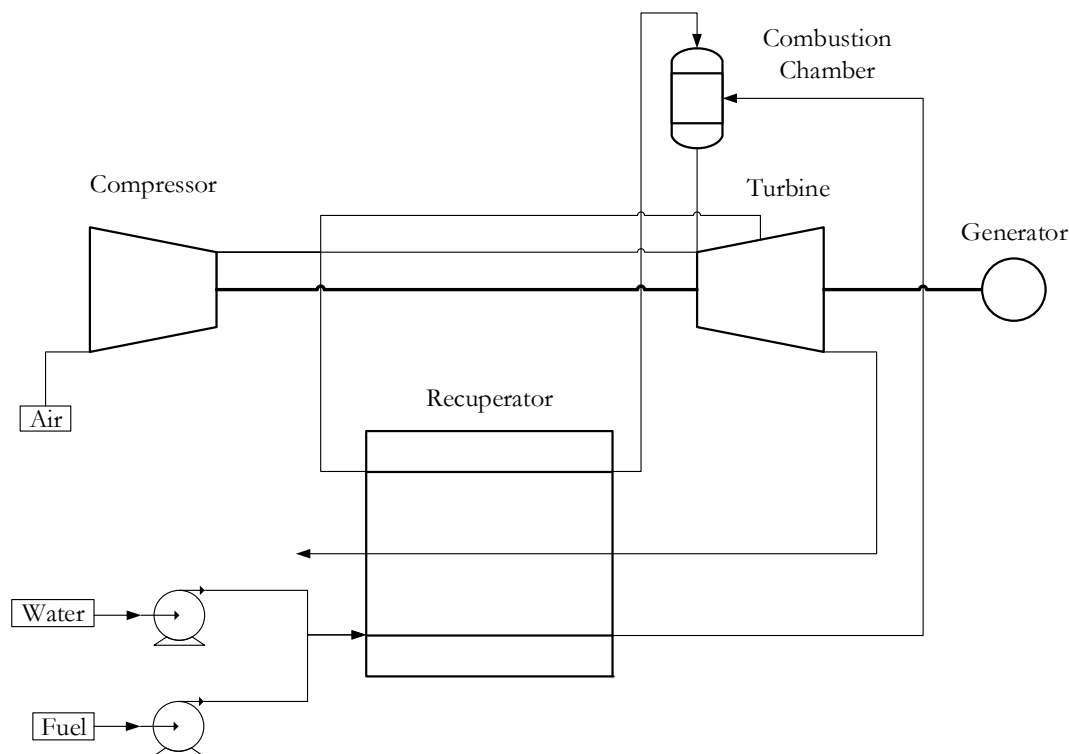 Combustion
Chamber
Compressor
Turbine
Generator
Air
Recuperator
Water
Fuel